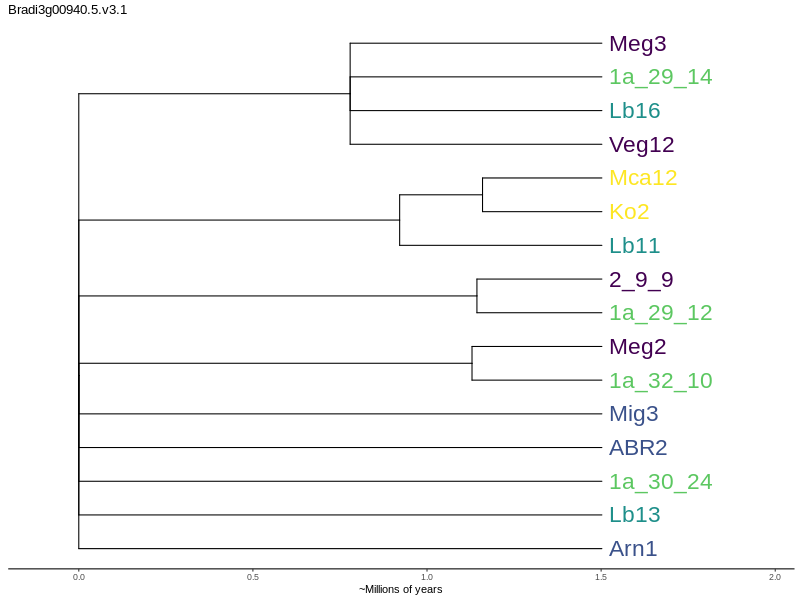 Bradi3g00940.5.v3.1
Meg3
1a_29_14
Lb16
Veg12
Mca12
Ko2
Lb11
2_9_9
1a_29_12
Meg2
1a_32_10
Mig3
ABR2
1a_30_24
Lb13
Arn1
0.0 0.5 1.0 1.5 2.0
~Millions of years